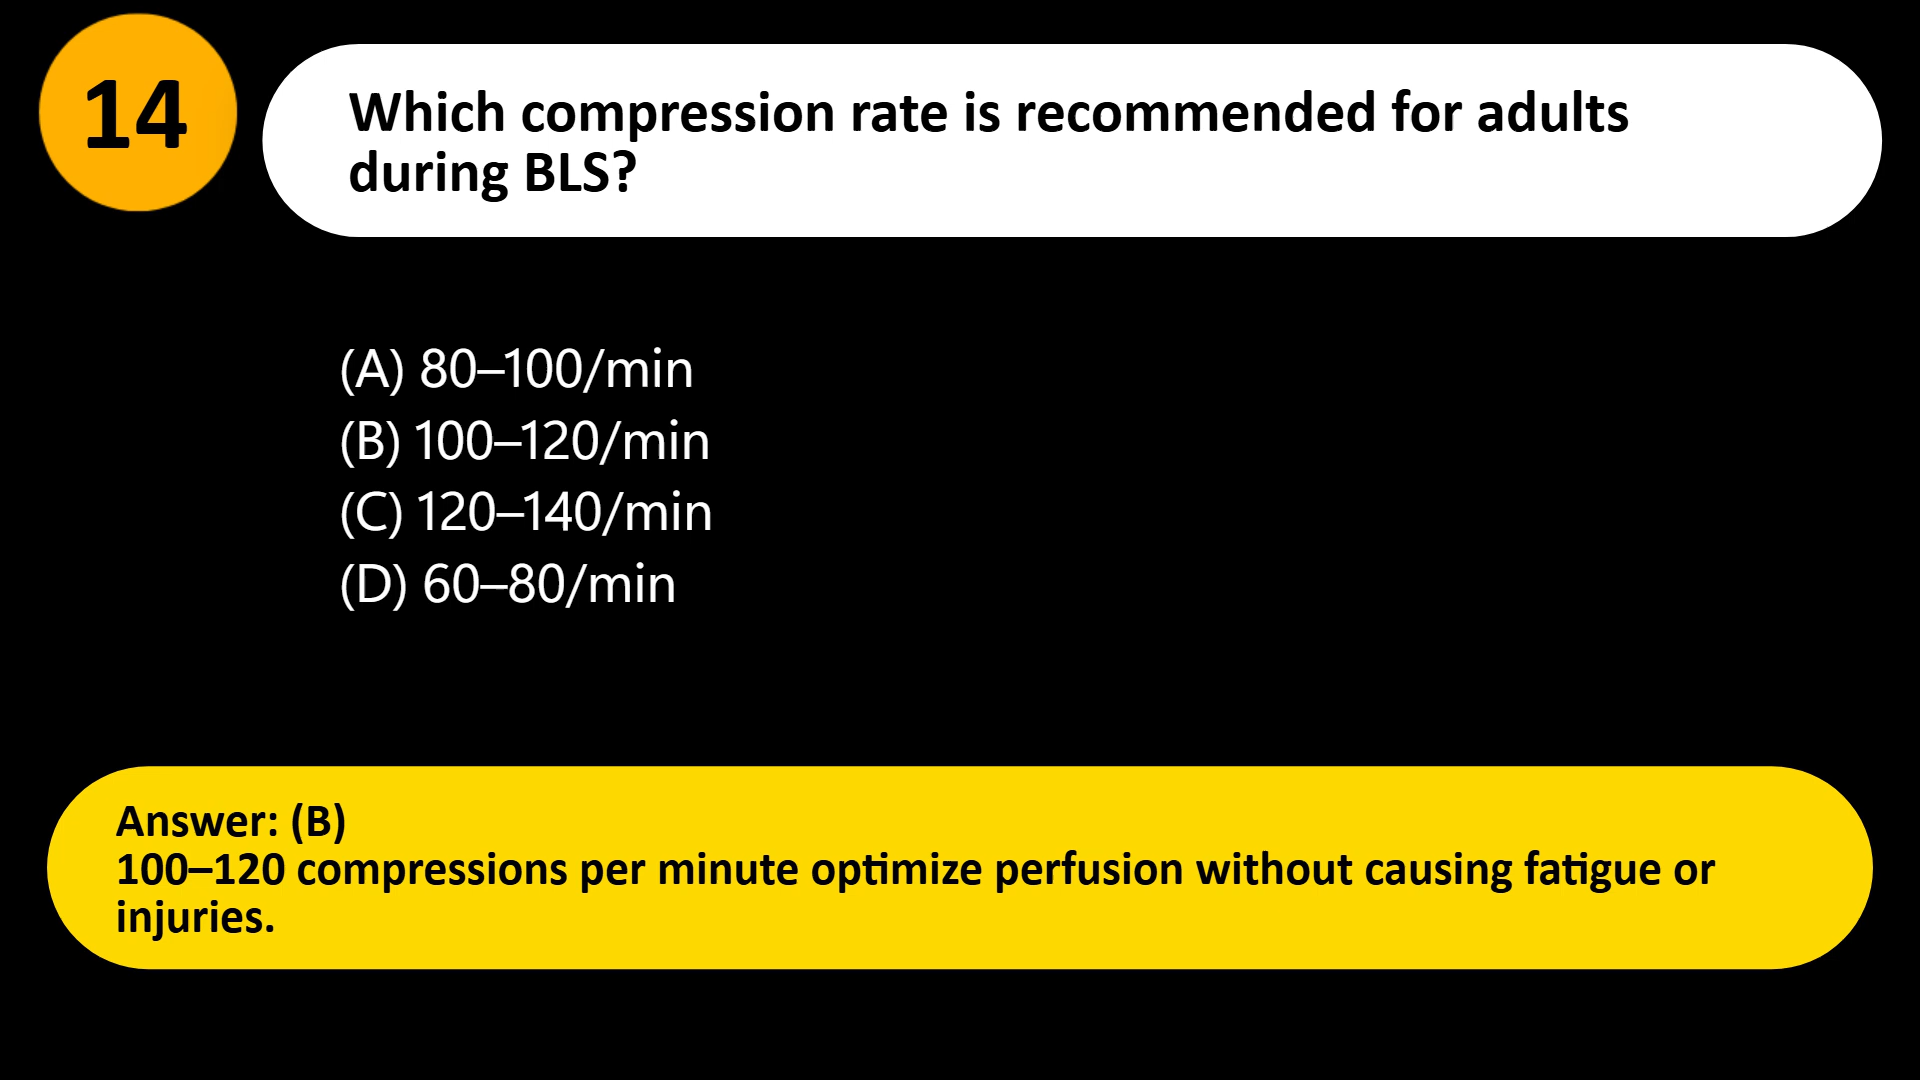 14
Which compression rate is recommended for adults
during BLS?
(A) 80–100/min
(B) 100–120/min
(C) 120–140/min
(D) 60–80/min
Answer: (B)
100–120 compressions per minute optimize perfusion without causing fatigue or
injuries.